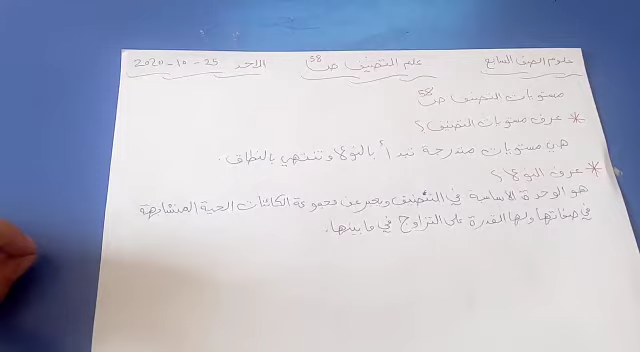 علوم الصف السابع علم التصنيف ص 58 الاحد 25 - 10 - 2020
مستويات التصنيف ص 58
* عرف مستويات التصنيف ؟
هي مستويات متدرجة تبدأ بالنوع وتنتهي بالنطاق .
* عرف النوع ؟
هو الوحدة الاساسية في التصنيف ويعبر عن مجموعة الكائنات الحية المتشابهة
في صفاتها ولها القدرة على التزاوج في ما بينها .